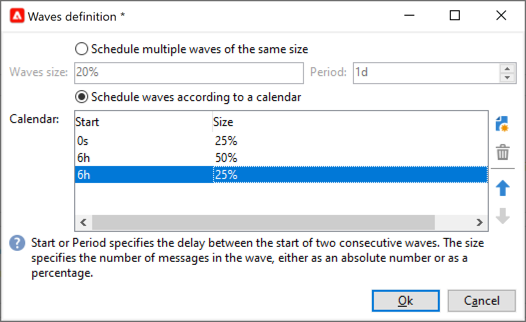 Waves definition *
Schedule multiple waves of the same size
Waves size: 20% Period: 1d
Schedule waves according to a calendar
Calendar: Start Size
0s 25%
6h 50%
6h 25%
Start or Period specifies the delay between the start of two consecutive waves. The size
specifies the number of messages in the wave, either as an absolute number or as a
percentage.
Ok Cancel